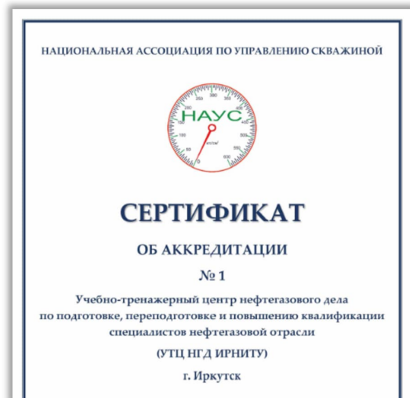 НАЦИОНАЛЬНАЯ АССОЦИАЦИЯ ПО УПРАВЛЕНИЮ СКВАЖИНОЙ
НАУС
СЕРТИФИКАТ
ОБ АККРЕДИТАЦИИ
№ 1
Учебно-тренажерный центр нефтегазового дела
по подготовке, переподготовке и повышению квалификации
специалистов нефтегазовой отрасли
(УТЦ НГД ИРНИТУ)
г. Иркутск